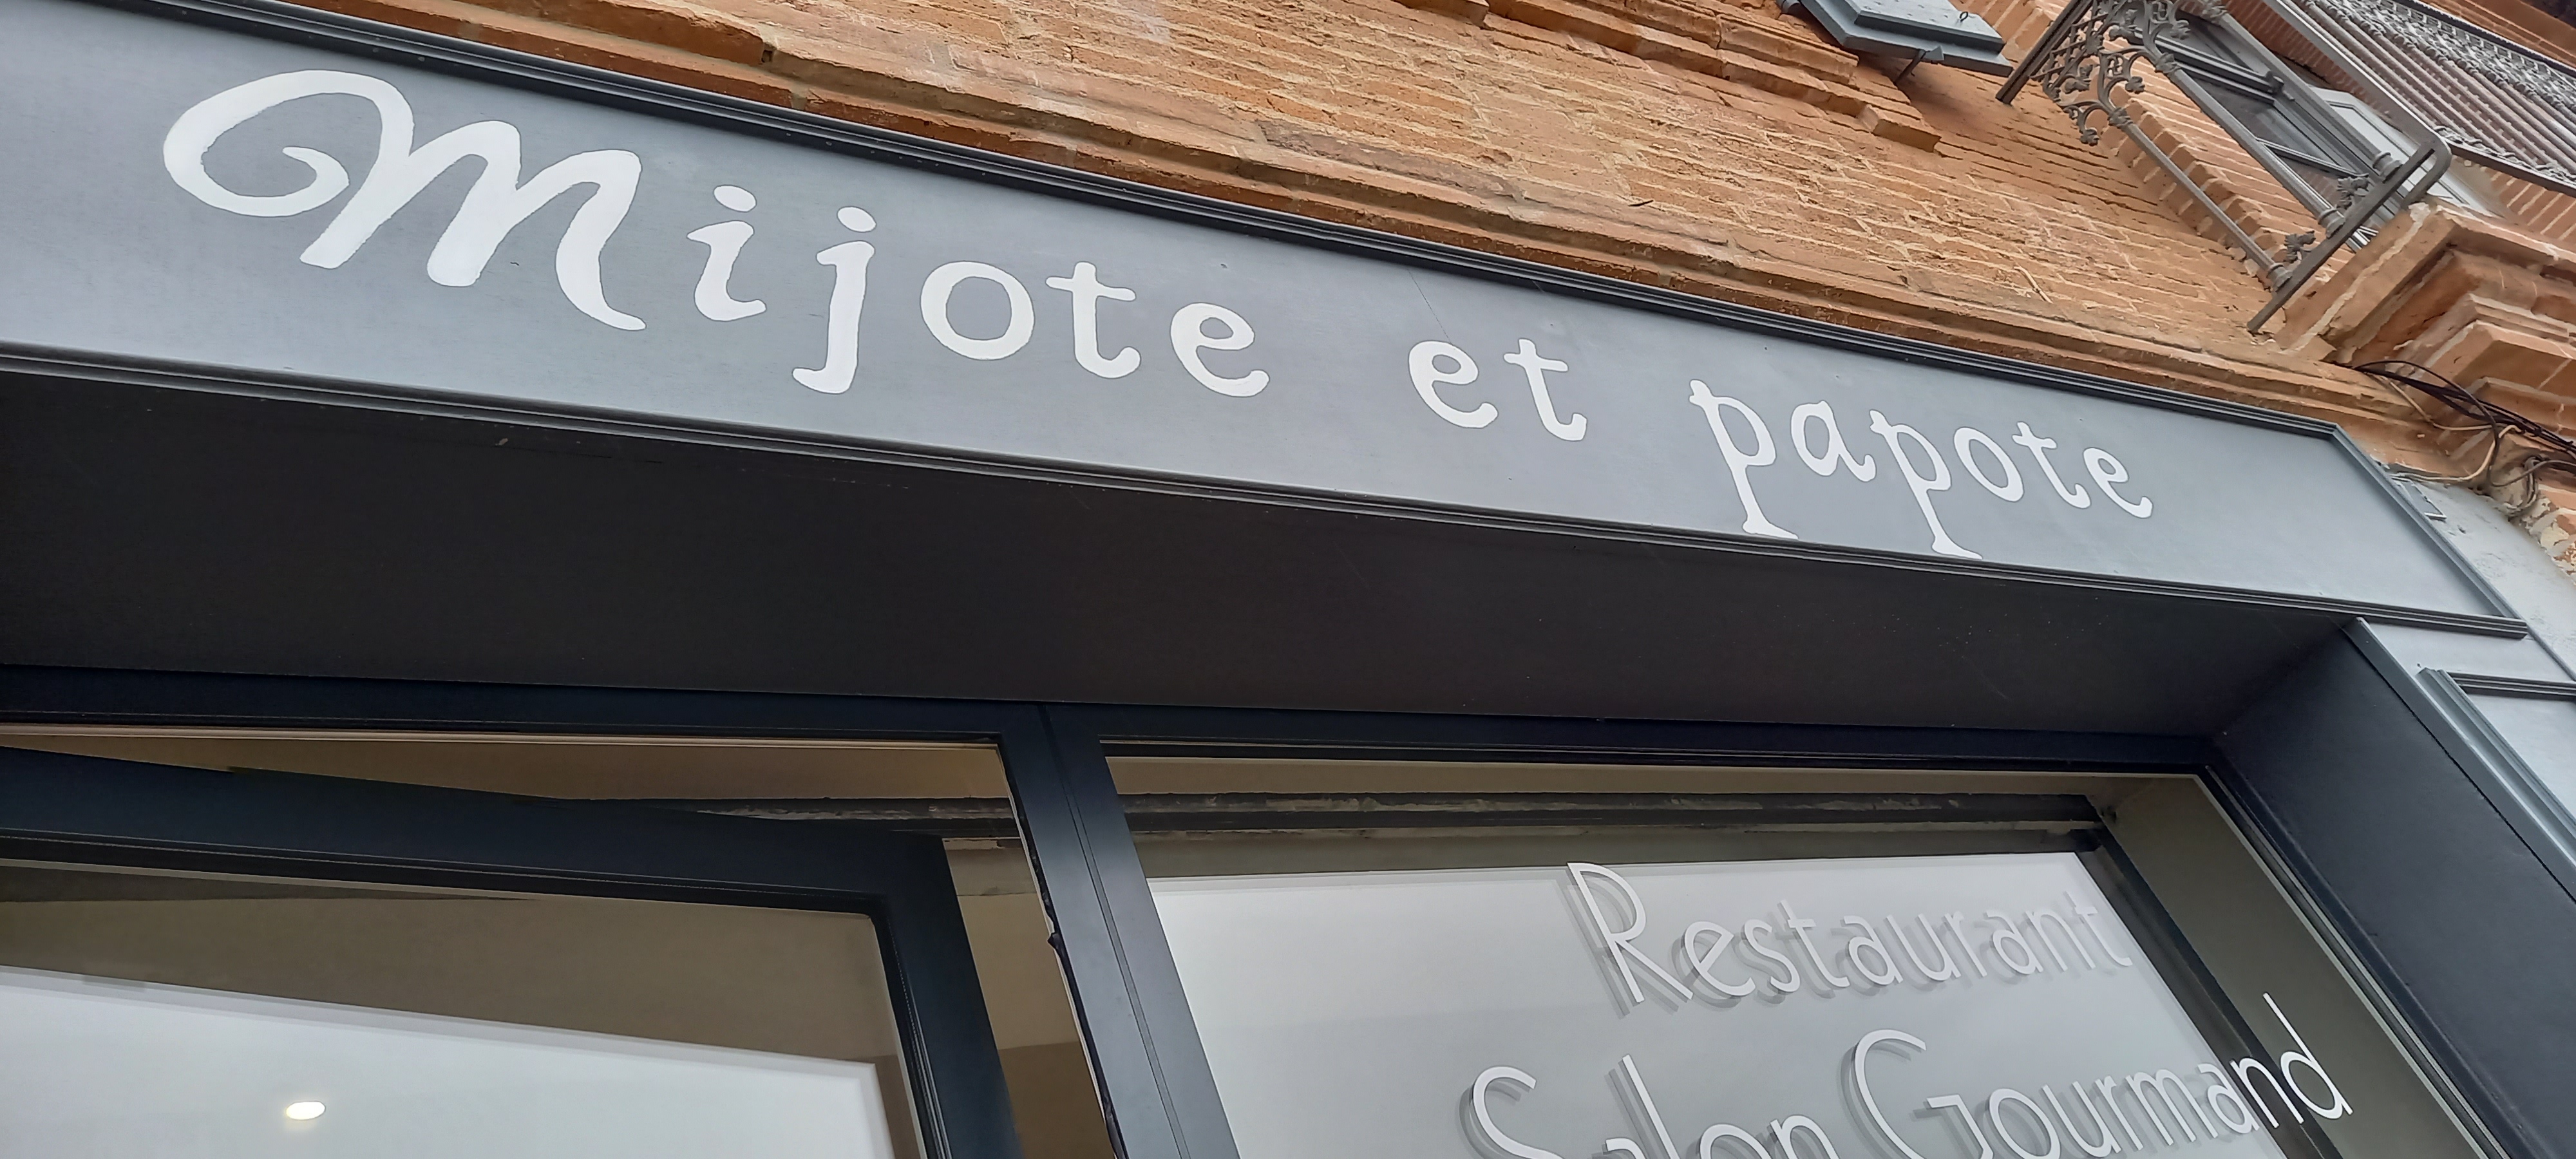 Mijote et papote
Restaurant
Salon Gourmand